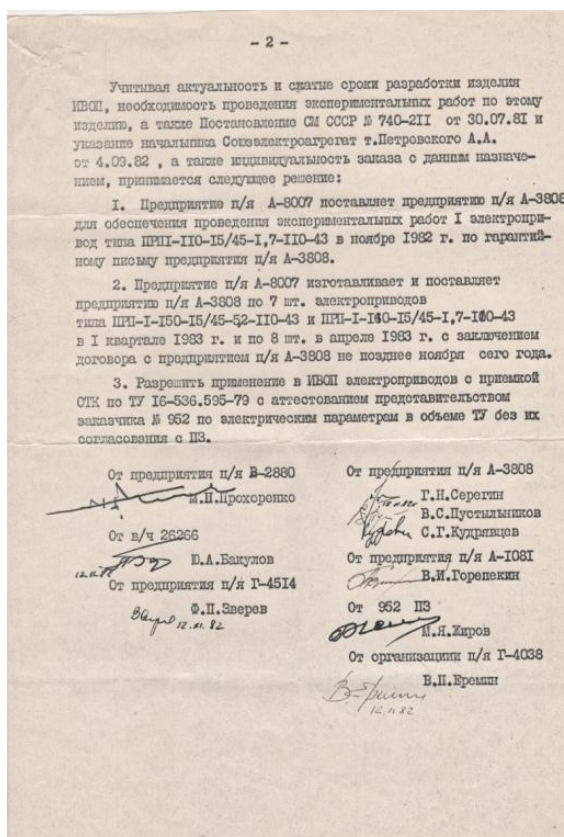 - 2 -
Учитывая актуальность и сжатые сроки разработки изделия
ИВОП, необходимость проведения экспериментальных работ по этому
изделию, а также Постановление СМ СССР № 740-211 от 30.07.81 и
указание начальника Союзэлектроагрегат т.Петровского А.А.
от 4.09.82 , а также индивидуальность заказа с данным назначе-
нием, принимается следующее решение:
1. Предприятие п/я А-8007 поставляет предприятию п/я А-3808
для обеспечения проведения экспериментальных работ 1 электропри-
вод типа ПРП-110-15/45-1,7-110-43 в ноябре 1982 г. по гарантий-
ному письму предприятия п/я А-3808.
2. Предприятие п/я А-8007 изготавливает и поставляет
предприятию п/я А-3808 по 7 шт. электроприводов
типа ПРП-1-150-15/45-52-110-43 и ПРП-1-160-15/45-1,7-100-43
в 1 квартале 1983 г. и по 8 шт. в апреле 1983 г. с заключением
договора с предприятием п/я А-3808 не позднее ноября сего года.
3. Разрешить применение в ИВОП электроприводов с приемкой
ОТК по ТУ 16-536.595-79 с аттестованием представительством
заказчика № 952 по электрическим параметрам в объеме ТУ без их
согласования с ПЗ.
От предприятия п/я В-2880
М.И.Прохоренко
От в/ч 26266
Ю.А.Бакулов
12.11.82
От предприятия п/я Г-4514
Ф.П.Зверев
12.XI.82
От предприятия п/я А-3808
Г.Н.Серегин
В.С.Пустыльников
С.Г.Кудрявцев
От предприятия п/я А-1081
В.И.Горепекин
От 952 ПЗ
М.Я.Жиров
От организациии п/я Г-4038
В.П.Еремин
12.11.82